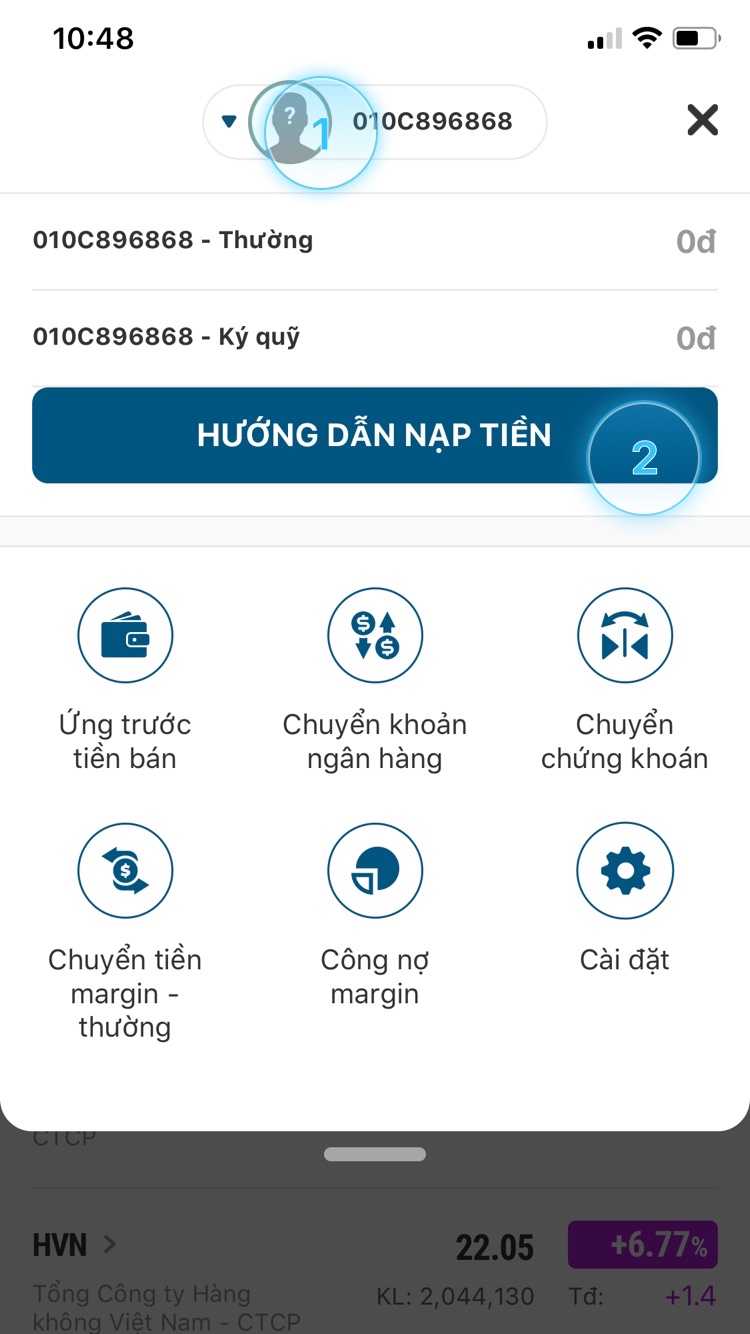 10:48
?
1
010C896868
010C896868 - Thường
0đ
010C896868 - Ký quỹ
0đ
HƯỚNG DẪN NẠP TIỀN
2
Ứng trước
tiền bán
Chuyển khoản
ngân hàng
Chuyển
chứng khoán
Chuyển tiền
margin -
thường
Công nợ
margin
Cài đặt
CTCP
HVN
22.05
+6.77%
Tổng Công ty Hàng
không Việt Nam - CTCP
KL: 2,044,130
Tđ:
+1.4